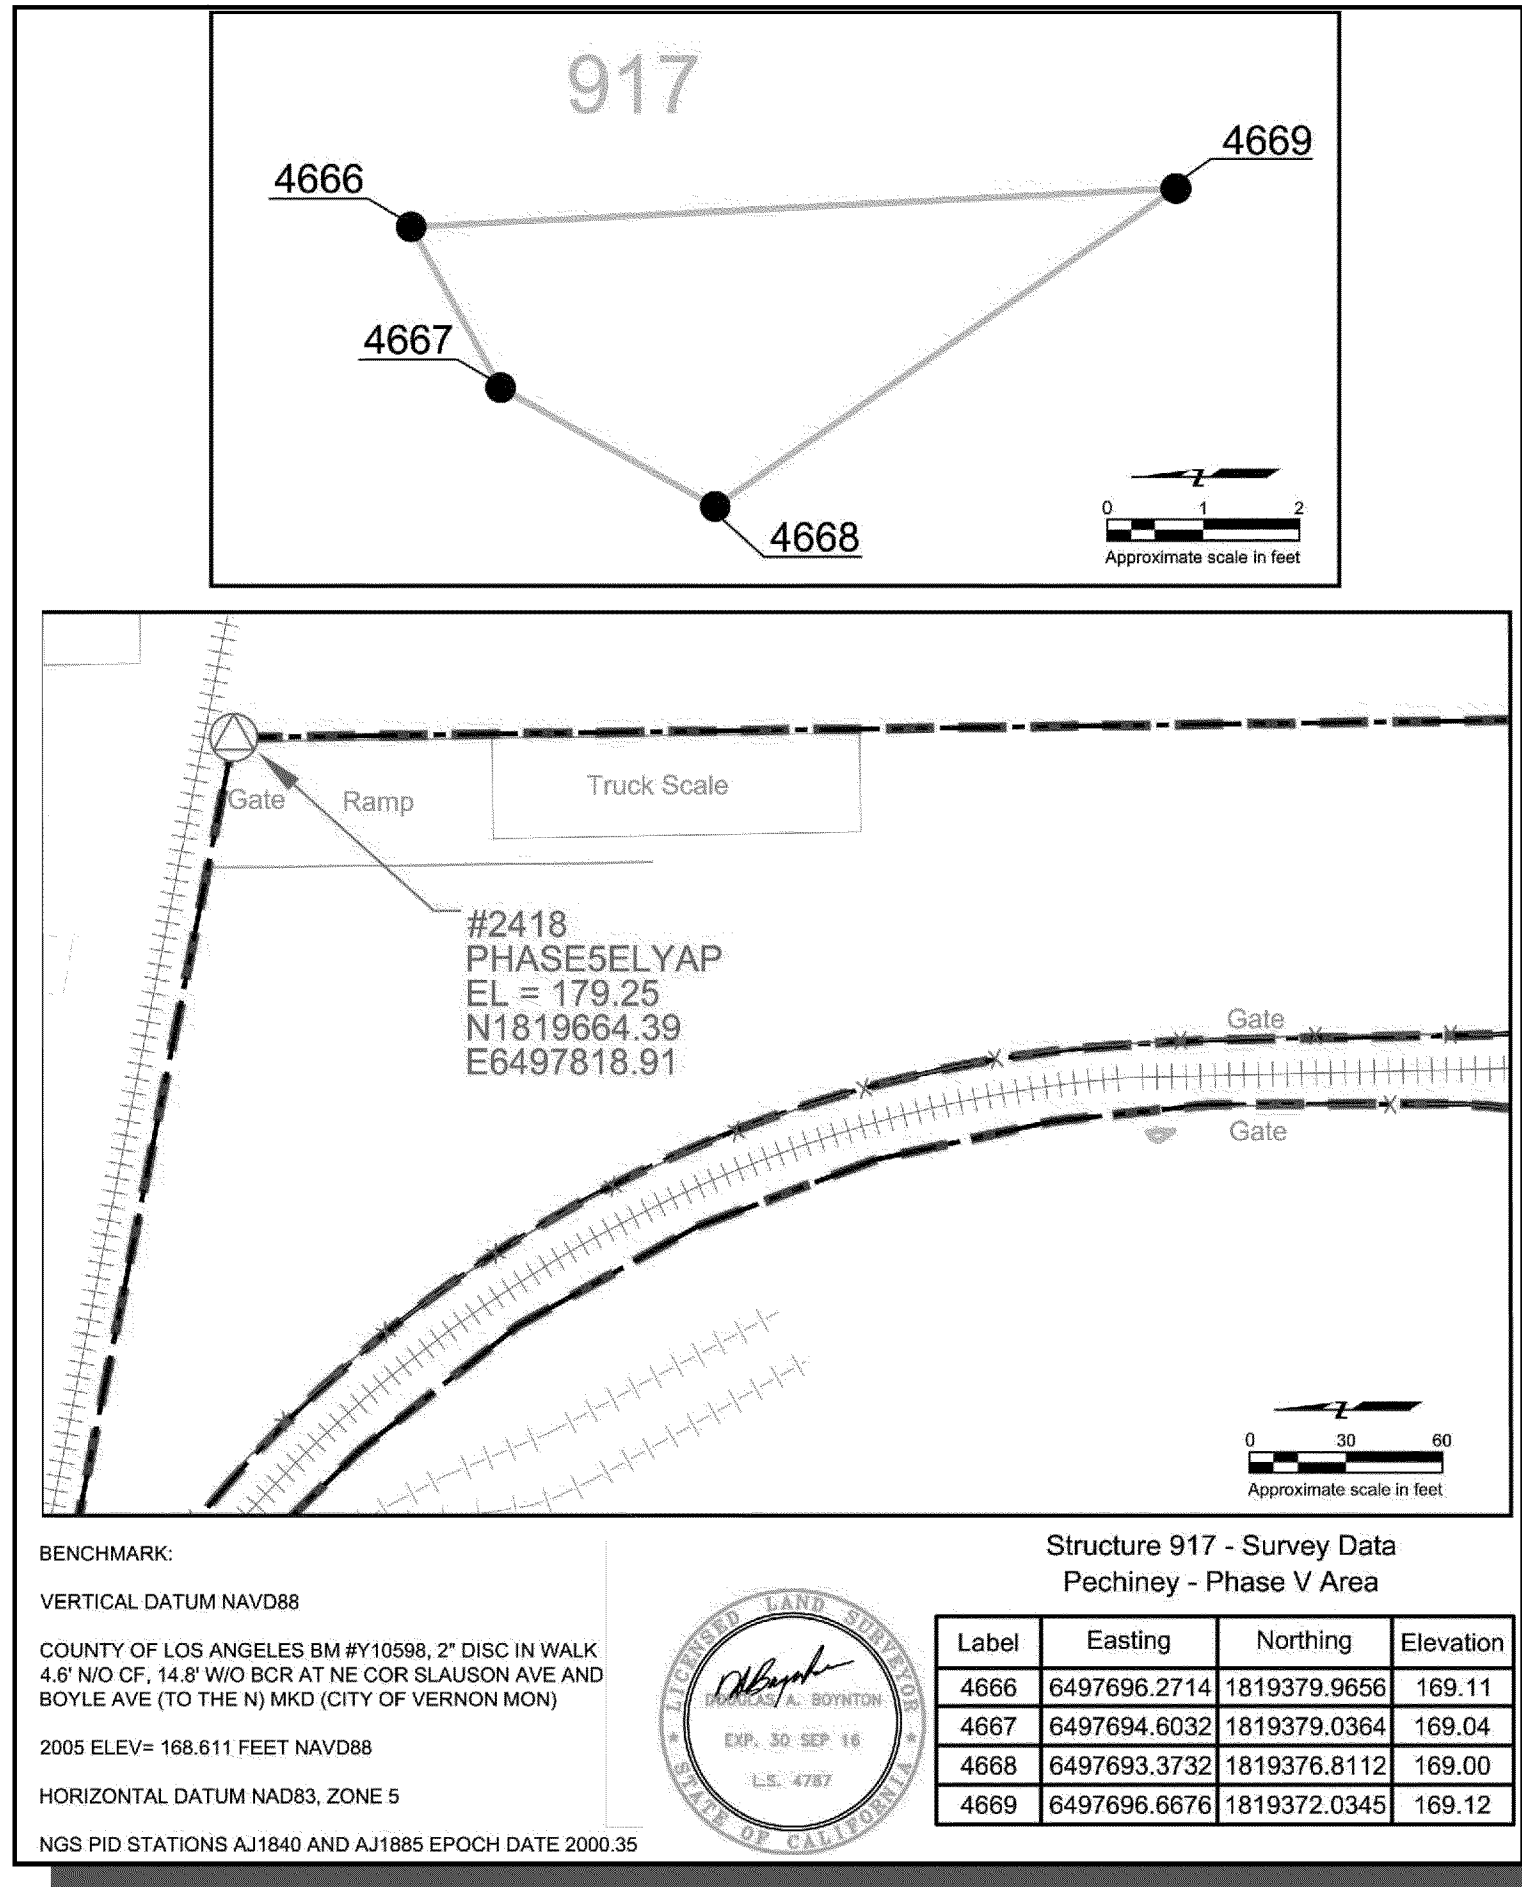 917
4669
4666
4667
4668
Z
0 1 2
Approximate scale in feet
Truck Scale
Gate
Ramp
#2418
PHASE5ELYAP
EL = 179.25
N1819664.39
E6497818.91
Gate
Gate
Z
0 30 60
Approximate scale in feet
BENCHMARK:
VERTICAL DATUM NAVD88
COUNTY OF LOS ANGELES BM #Y10598, 2" DISC IN WALK
4.6' N/O CF, 14.8' W/O BCR AT NE COR SLAUSON AVE AND
BOYLE AVE (TO THE N) MKD (CITY OF VERNON MON)
2005 ELEV= 168.611 FEET NAVD88
HORIZONTAL DATUM NAD83, ZONE 5
NGS PID STATIONS AJ1840 AND AJ1885 EPOCH DATE 2000.35
LICENSED LAND SURVEYOR
DOUGLAS A. BOYNTON
EXP. 30 SEP 16
L.S. 4787
STATE OF CALIFORNIA
Structure 917 - Survey Data
Pechiney - Phase V Area
Label Easting Northing Elevation
4666 6497696.2714 1819379.9656 169.11
4667 6497694.6032 1819379.0364 169.04
4668 6497693.3732 1819376.8112 169.00
4669 6497696.6676 1819372.0345 169.12